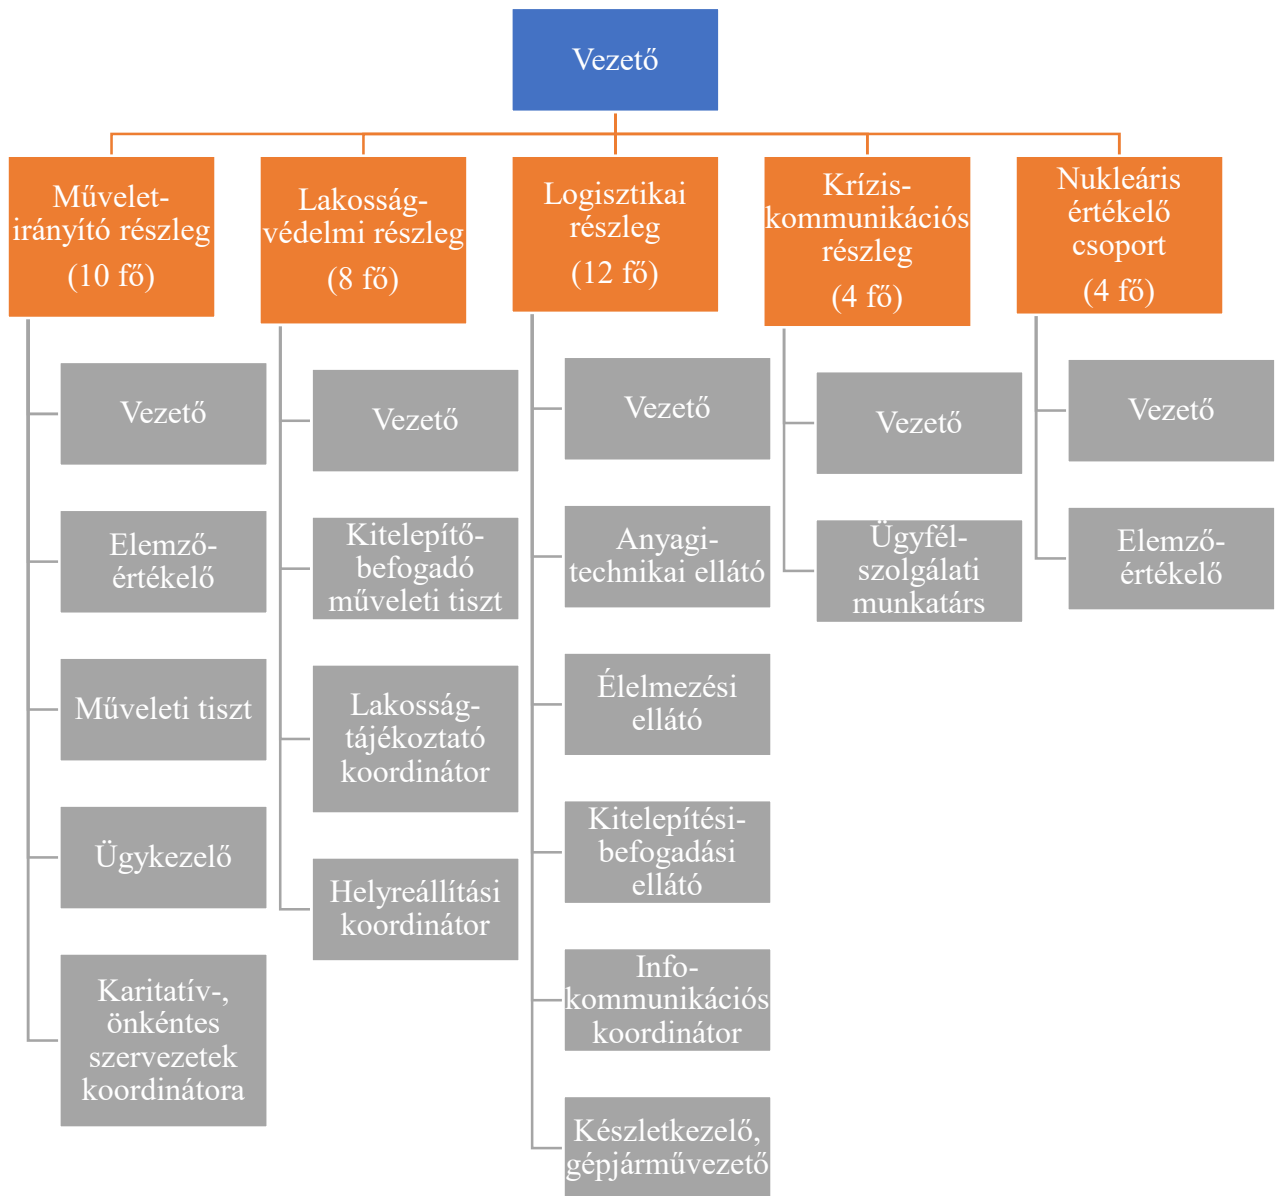 Vezető
Művelet-
irányító részleg
(10 fő)
Vezető
Elemző-
értékelő
Műveleti tiszt
Ügykezelő
Karitatív-,
önkéntes
szervezetek
koordinátora
Lakosság-
védelmi részleg
(8 fő)
Vezető
Kitelepítő-
befogadó
műveleti tiszt
Lakosság-
tájékoztató
koordinátor
Helyreállítási
koordinátor
Logisztikai
részleg
(12 fő)
Vezető
Anyagi-
technikai ellátó
Élelmezési
ellátó
Kitelepítési-
befogadási
ellátó
Info-
kommunikációs
koordinátor
Készletkezelő,
gépjárművezető
Krízis-
kommunikációs
részleg
(4 fő)
Vezető
Ügyfél-
szolgálati
munkatárs
Nukleáris
értékelő
csoport
(4 fő)
Vezető
Elemző-
értékelő